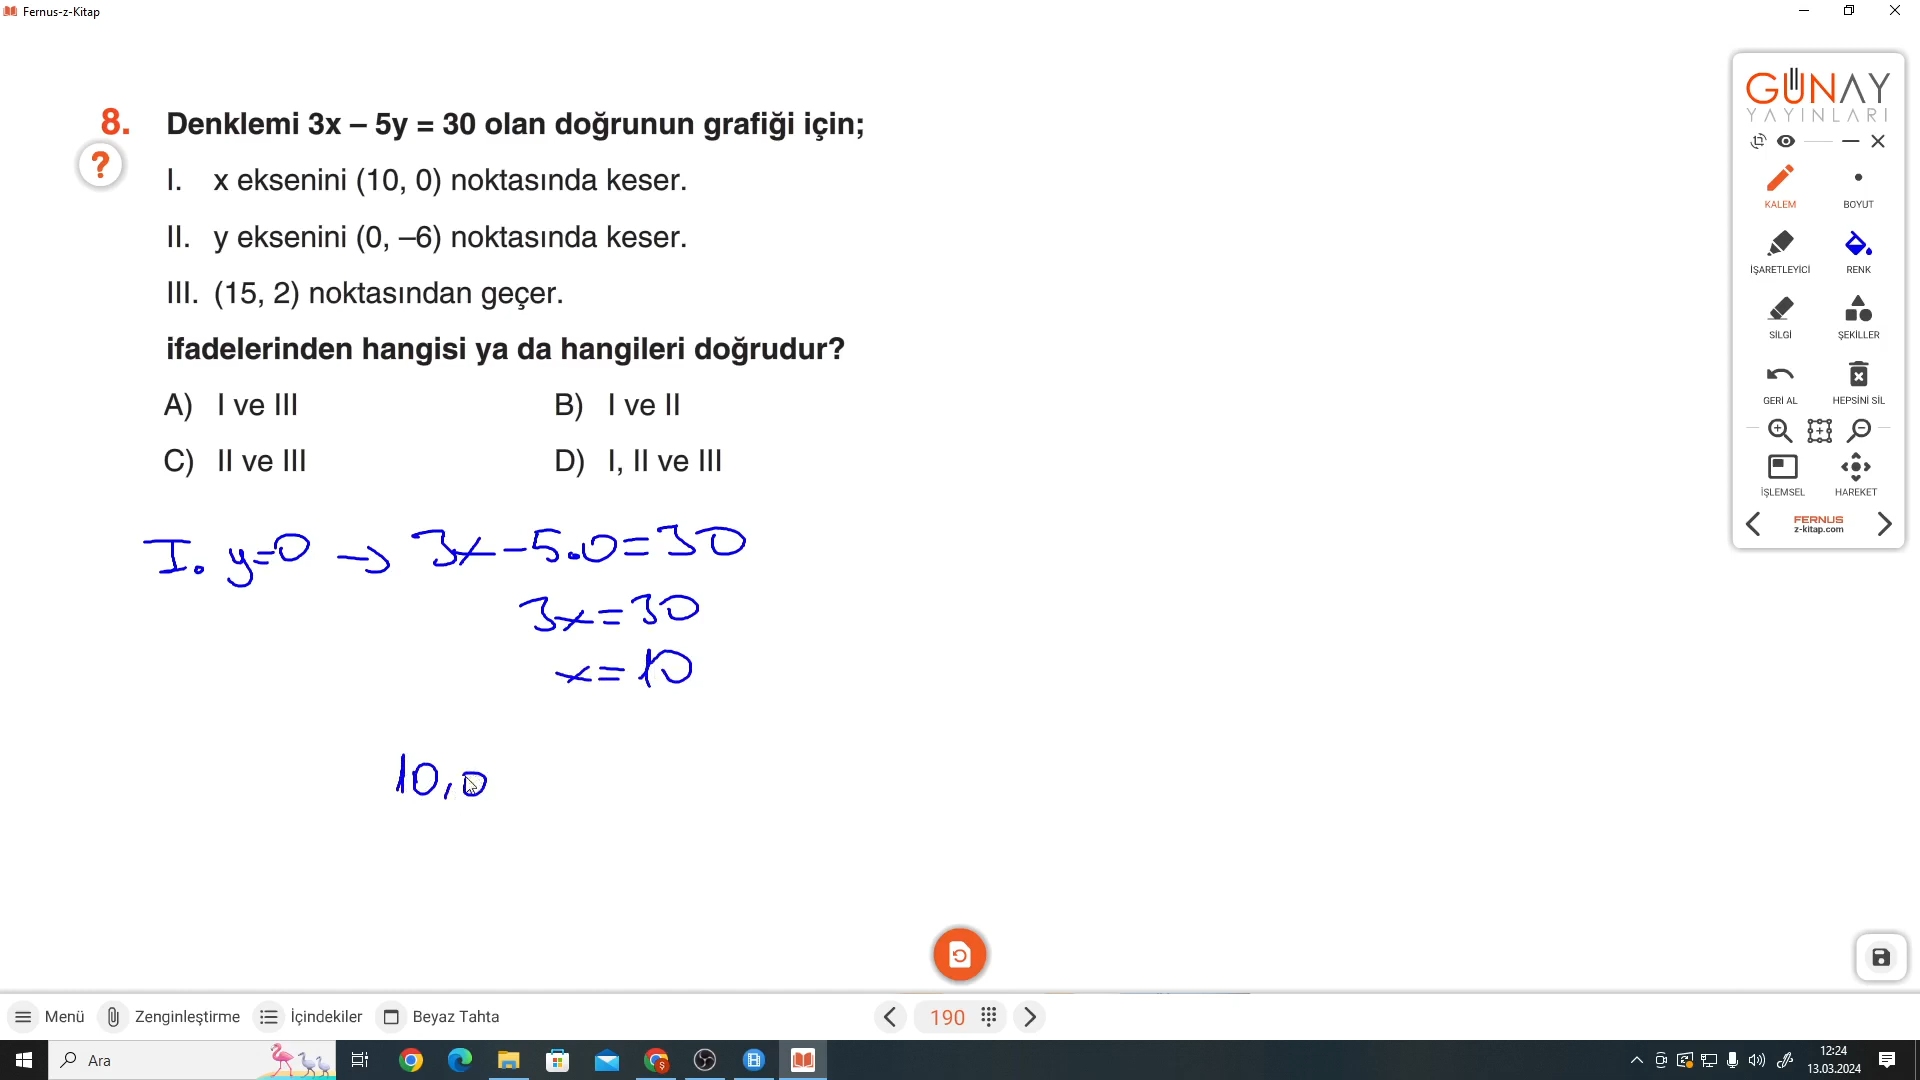 Fernus-z-Kitap
8. Denklemi 3x – 5y = 30 olan doğrunun grafiği için;
?
I. x eksenini (10, 0) noktasında keser.
II. y eksenini (0, –6) noktasında keser.
III. (15, 2) noktasından geçer.
ifadelerinden hangisi ya da hangileri doğrudur?
A) I ve III B) I ve II
C) II ve III D) I, II ve III
I. y=0 → 3x-5.0=30
3x=30
x=10
10,0
GÜNAY
YAYINLARI
KALEM BOYUT
İŞARETLEYİCİ RENK
SİLGİ ŞEKİLLER
GERİ AL HEPSİNİ SİL
İŞLEMSEL HAREKET
FERNUS
z-kitap.com
Menü Zenginleştirme İçindekiler Beyaz Tahta 190
Ara
12:24
13.03.2024